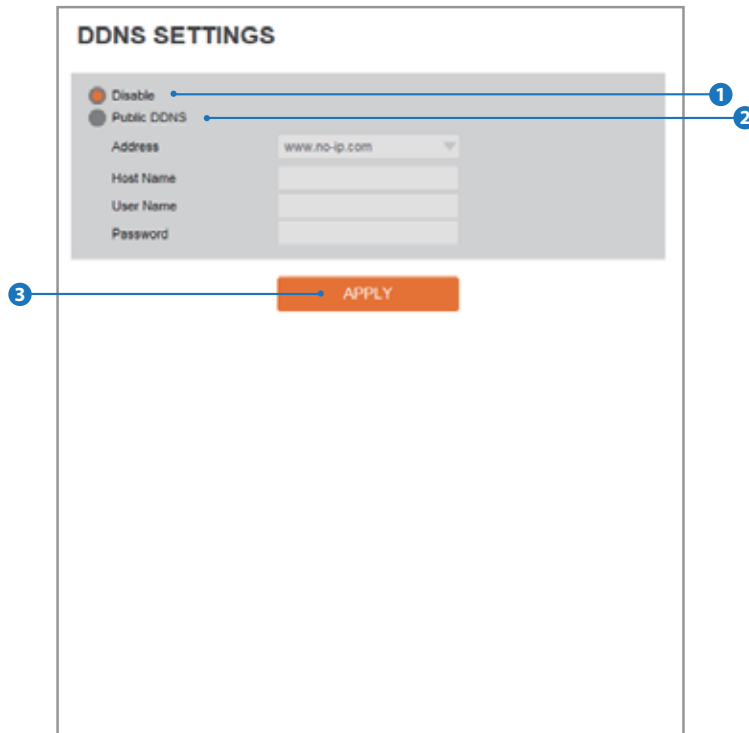 DDNS SETTINGS
Disable
1
Public DDNS
2
Address www.no-ip.com
Host Name
User Name
Password
3
APPLY